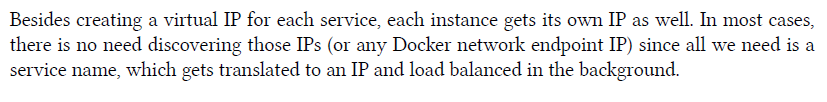 Besides creating a virtual IP for each service, each instance gets its own IP as well. In most cases,
there is no need discovering those IPs (or any Docker network endpoint IP) since all we need is a
service name, which gets translated to an IP and load balanced in the background.